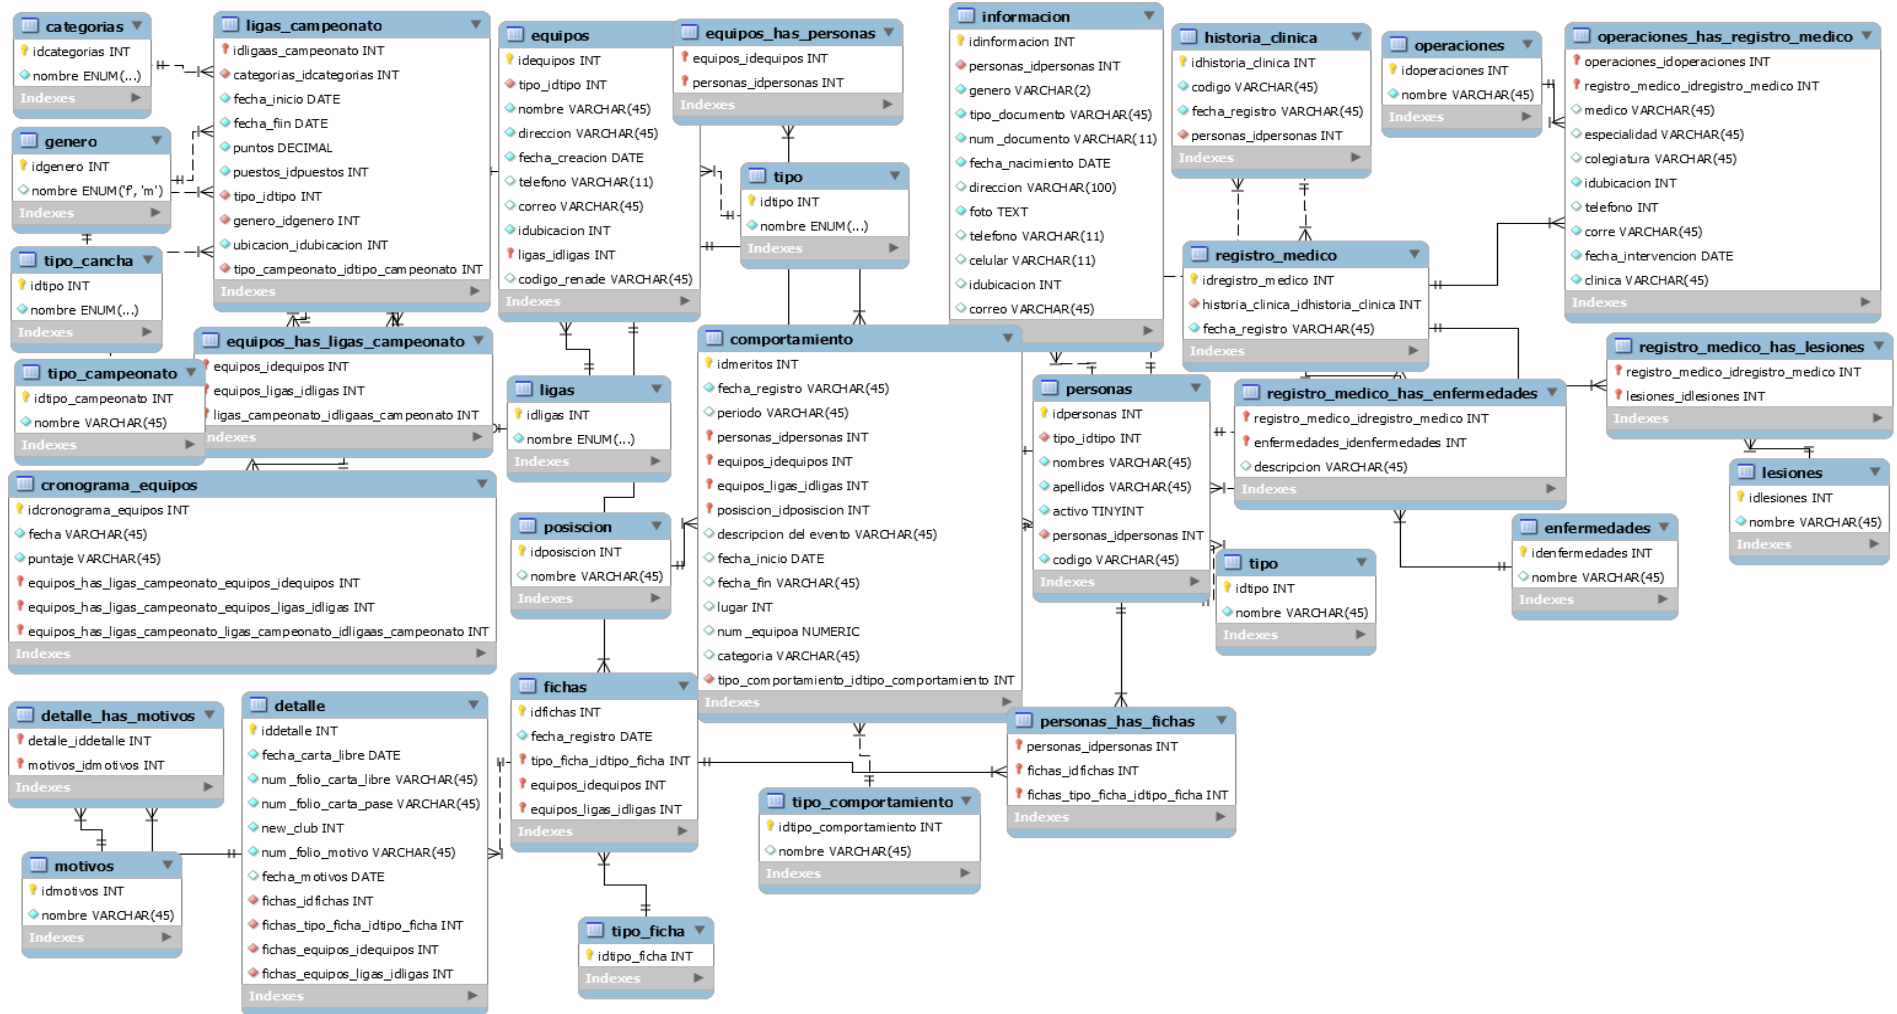 categorias
idcategorias INT
nombre ENUM(...)
Indexes
genero
idgenero INT
nombre ENUM('f', 'm')
Indexes
tipo_cancha
idtipo INT
nombre ENUM(...)
Indexes
tipo_campeonato
idtipo_campeonato INT
nombre VARCHAR(45)
Indexes
ligas_campeonato
idligaas_campeonato INT
categorias_idcategorias INT
fecha_inicio DATE
fecha_fiin DATE
puntos DECIMAL
puestos_idpuestos INT
tipo_idtipo INT
genero_idgenero INT
ubicacion_idubicacion INT
tipo_campeonato_idtipo_campeonato INT
Indexes
equipos_has_ligas_campeonato
equipos_idequipos INT
equipos_ligas_idligas INT
ligas_campeonato_idligaas_campeonato INT
Indexes
cronograma_equipos
idcronograma_equipos INT
fecha VARCHAR(45)
puntaje VARCHAR(45)
equipos_has_ligas_campeonato_equipos_idequipos INT
equipos_has_ligas_campeonato_equipos_ligas_idligas INT
equipos_has_ligas_campeonato_ligas_campeonato_idligaas_campeonato INT
Indexes
detalle_has_motivos
detalle_iddetalle INT
motivos_idmotivos INT
Indexes
motivos
idmotivos INT
nombre VARCHAR(45)
Indexes
detalle
iddetalle INT
fecha_carta_libre DATE
num_folio_carta_libre VARCHAR(45)
num_folio_carta_pase VARCHAR(45)
new_club INT
num_folio_motivo VARCHAR(45)
fecha_motivos DATE
fichas_idfichas INT
fichas_tipo_ficha_idtipo_ficha INT
fichas_equipos_idequipos INT
fichas_equipos_ligas_idligas INT
Indexes
equipos
idequipos INT
tipo_idtipo INT
nombre VARCHAR(45)
direccion VARCHAR(45)
fecha_creacion DATE
telefono VARCHAR(11)
correo VARCHAR(45)
idubicacion INT
ligas_idligas INT
codigo_renade VARCHAR(45)
Indexes
equipos_has_personas
equipos_idequipos INT
personas_idpersonas INT
Indexes
tipo
idtipo INT
nombre ENUM(...)
Indexes
ligas
idligas INT
nombre ENUM(...)
Indexes
posiscion
idposiscion INT
nombre VARCHAR(45)
Indexes
fichas
idfichas INT
fecha_registro DATE
tipo_ficha_idtipo_ficha INT
equipos_idequipos INT
equipos_ligas_idligas INT
Indexes
tipo_ficha
idtipo_ficha INT
Indexes
comportamiento
idmeritos INT
fecha_registro VARCHAR(45)
periodo VARCHAR(45)
personas_idpersonas INT
equipos_idequipos INT
equipos_ligas_idligas INT
posiscion_idposiscion INT
descripcion del evento VARCHAR(45)
fecha_inicio DATE
fecha_fin VARCHAR(45)
lugar INT
num_equipoa NUMERIC
categoria VARCHAR(45)
tipo_comportamiento_idtipo_comportamiento INT
Indexes
tipo_comportamiento
idtipo_comportamiento INT
nombre VARCHAR(45)
Indexes
informacion
idinformacion INT
personas_idpersonas INT
genero VARCHAR(2)
tipo_documento VARCHAR(45)
num_documento VARCHAR(11)
fecha_nacimiento DATE
direccion VARCHAR(100)
foto TEXT
telefono VARCHAR(11)
celular VARCHAR(11)
idubicacion INT
correo VARCHAR(45)
personas
idpersonas INT
tipo_idtipo INT
nombres VARCHAR(45)
apellidos VARCHAR(45)
activo TINYINT
personas_idpersonas INT
codigo VARCHAR(45)
Indexes
personas_has_fichas
personas_idpersonas INT
fichas_idfichas INT
fichas_tipo_ficha_idtipo_ficha INT
Indexes
historia_clinica
idhistoria_clinica INT
codigo VARCHAR(45)
fecha_registro VARCHAR(45)
personas_idpersonas INT
Indexes
registro_medico
idregistro_medico INT
historia_clinica_idhistoria_clinica INT
fecha_registro VARCHAR(45)
Indexes
registro_medico_has_enfermedades
registro_medico_idregistro_medico INT
enfermedades_idenfermedades INT
descripcion VARCHAR(45)
Indexes
tipo
idtipo INT
nombre VARCHAR(45)
Indexes
operaciones
idoperaciones INT
nombre VARCHAR(45)
Indexes
operaciones_has_registro_medico
operaciones_idoperaciones INT
registro_medico_idregistro_medico INT
medico VARCHAR(45)
especialidad VARCHAR(45)
colegiatura VARCHAR(45)
idubicacion INT
telefono INT
corre VARCHAR(45)
fecha_intervencion DATE
clinica VARCHAR(45)
Indexes
registro_medico_has_lesiones
registro_medico_idregistro_medico INT
lesiones_idlesiones INT
Indexes
lesiones
idlesiones INT
nombre VARCHAR(45)
Indexes
enfermedades
idenfermedades INT
nombre VARCHAR(45)
Indexes